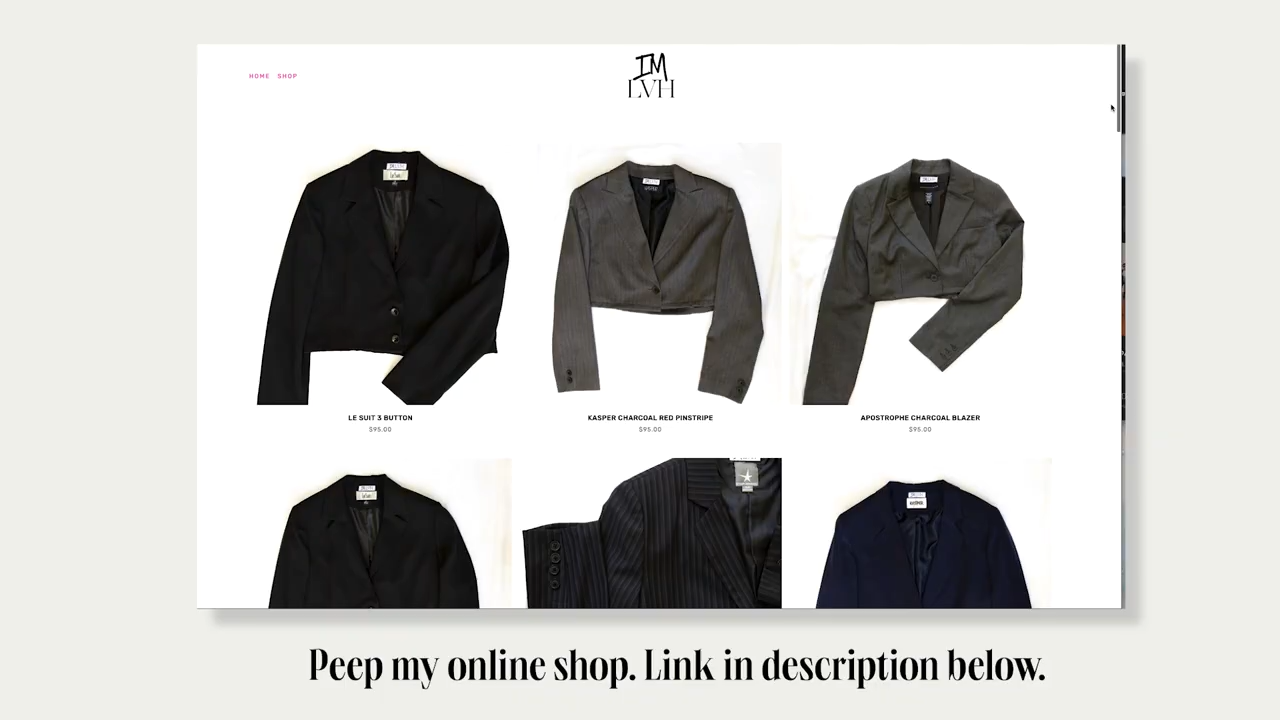 HOME SHOP
IM
LVH
LE SUIT 3 BUTTON
$95.00
KASPER CHARCOAL RED PINSTRIPE
$95.00
APOSTROPHE CHARCOAL BLAZER
$95.00
Peep my online shop. Link in description below.